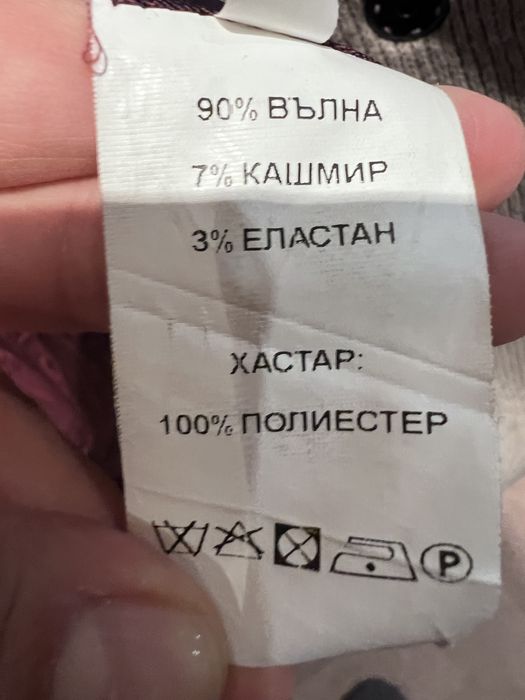 90% ВЪЛНА
7% КАШМИР
3% ЕЛАСТАН
ХАСТАР:
100% ПОЛИЕСТЕР
P